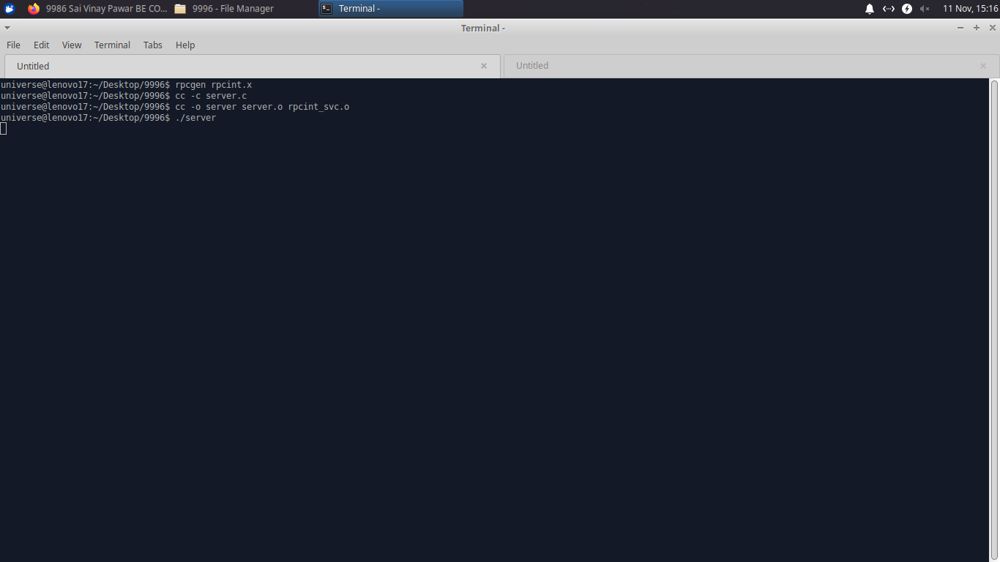 9986 Sai Vinay Pawar BE CO... 9996 - File Manager Terminal - 11 Nov, 15:16
Terminal -
File Edit View Terminal Tabs Help
Untitled Untitled
universe@lenovo17:~/Desktop/9996$ rpcgen rpcint.x
universe@lenovo17:~/Desktop/9996$ cc -c server.c
universe@lenovo17:~/Desktop/9996$ cc -o server server.o rpcint_svc.o
universe@lenovo17:~/Desktop/9996$ ./server